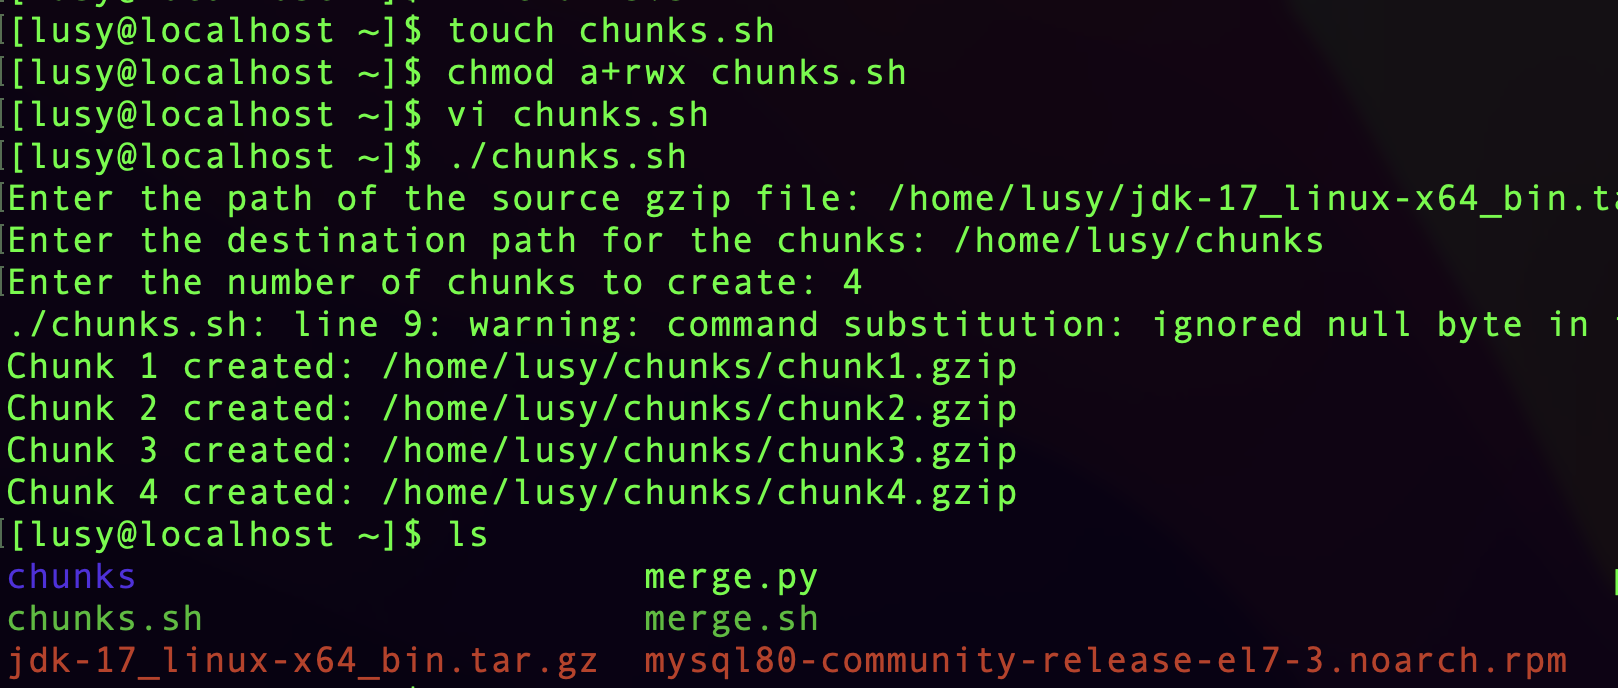 [lusy@localhost ~]$ touch chunks.sh
[lusy@localhost ~]$ chmod a+rwx chunks.sh
[lusy@localhost ~]$ vi chunks.sh
[lusy@localhost ~]$ ./chunks.sh
Enter the path of the source gzip file: /home/lusy/jdk-17_linux-x64_bin.t
Enter the destination path for the chunks: /home/lusy/chunks
Enter the number of chunks to create: 4
./chunks.sh: line 9: warning: command substitution: ignored null byte in
Chunk 1 created: /home/lusy/chunks/chunk1.gzip
Chunk 2 created: /home/lusy/chunks/chunk2.gzip
Chunk 3 created: /home/lusy/chunks/chunk3.gzip
Chunk 4 created: /home/lusy/chunks/chunk4.gzip
[lusy@localhost ~]$ ls
chunks merge.py
chunks.sh merge.sh
jdk-17_linux-x64_bin.tar.gz mysql80-community-release-el7-3.noarch.rpm